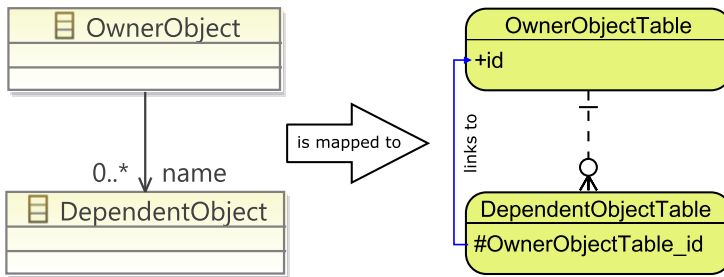 OwnerObject
0..* name
DependentObject
is mapped to
OwnerObjectTable
+id
links to
DependentObjectTable
#OwnerObjectTable_id